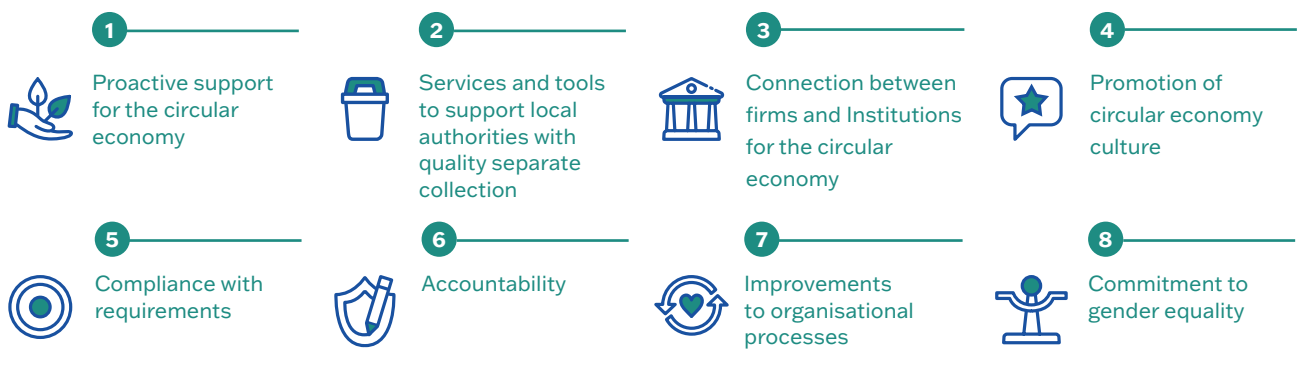 1
Proactive support
for the circular
economy
2
Services and tools
to support local
authorities with
quality separate
collection
3
Connection between
firms and Institutions
for the circular
economy
4
Promotion of
circular economy
culture
5
Compliance with
requirements
6
Accountability
7
Improvements
to organisational
processes
8
Commitment to
gender equality